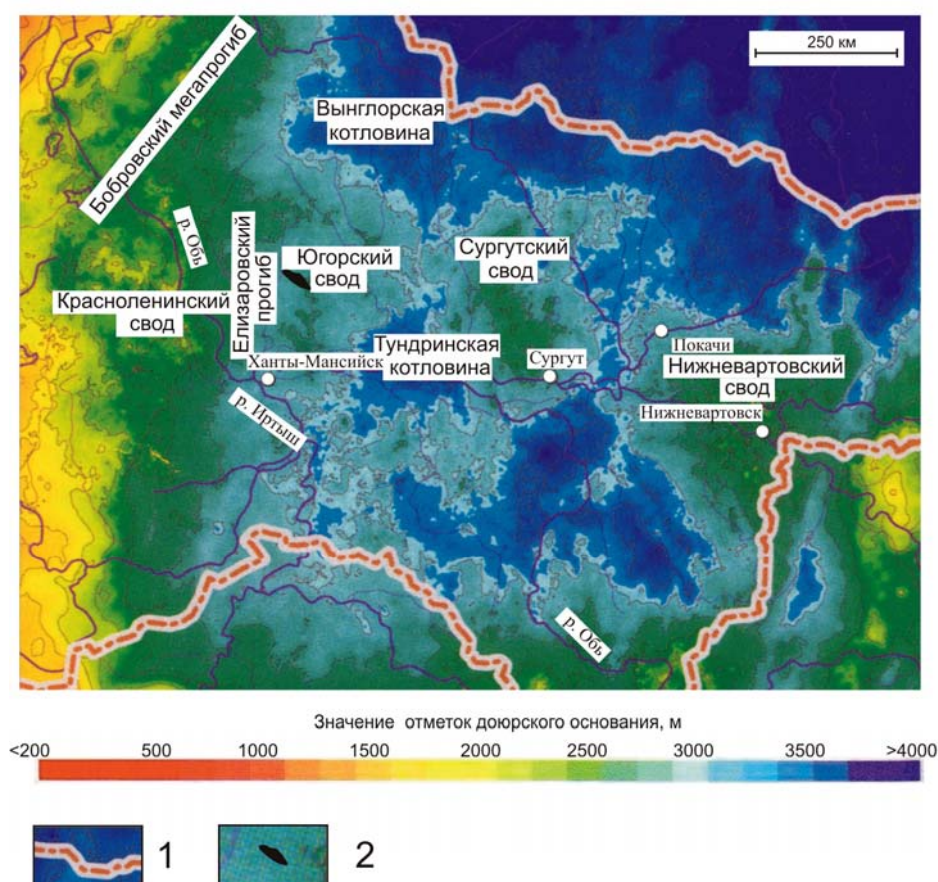 250 км
Бобровский мегапрогиб
Вынглорская
котловина
р. Обь
Елизаровский
прогиб
Югорский
свод
Сургутский
свод
Красноленинский
свод
Ханты-Мансийск
Тундринская
котловина
Сургут
Покачи
Нижневартовский
свод
Нижневартовск
р. Иртыш
р. Обь
Значение отметок доюрского основания, м
<200 500 1000 1500 2000 2500 3000 3500 >4000
1 2